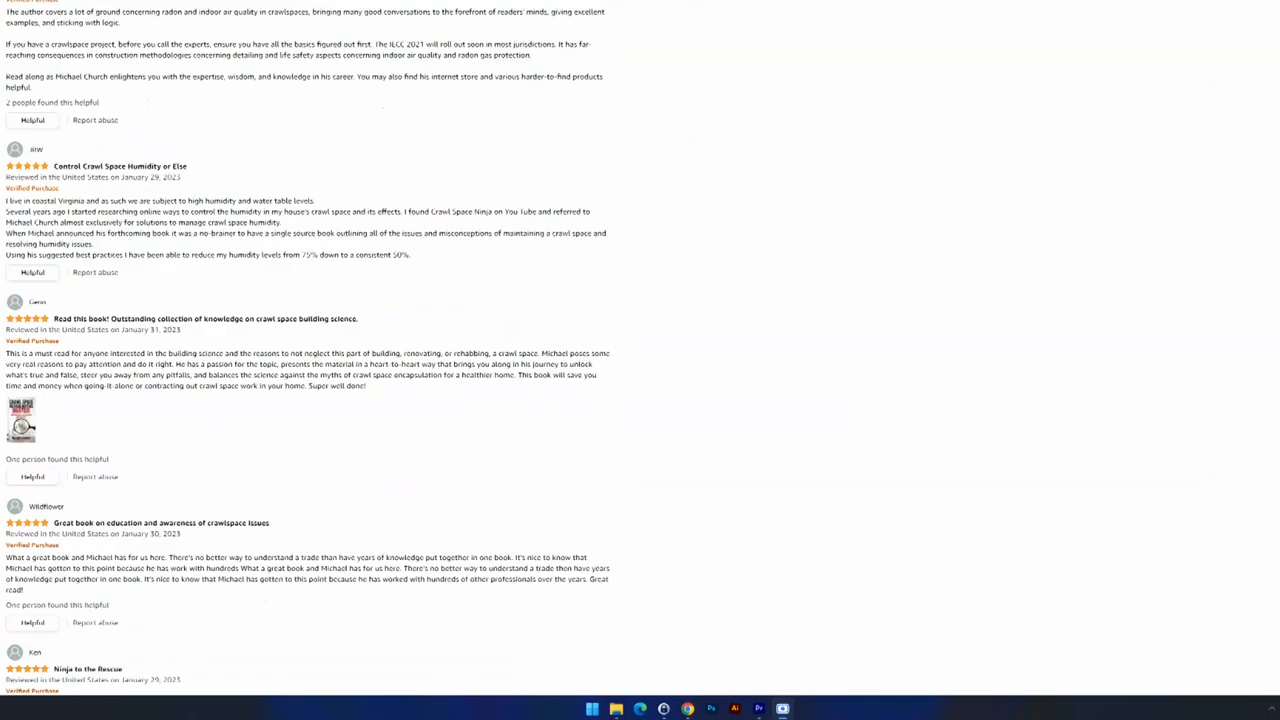 Verified Purchase
The author covers a lot of ground concerning radon and indoor air quality in crawlspaces, bringing many good conversations to the forefront of readers' minds, giving excellent
examples, and sticking with logic.
If you have a crawlspace project, before you call the experts, ensure you have all the basics figured out first. The IECC 2021 will roll out soon in most jurisdictions. It has far-
reaching consequences in construction methodologies concerning detailing and life safety aspects concerning indoor air quality and radon gas protection.
Read along as Michael Church enlightens you with the expertise, wisdom, and knowledge in his career. You may also find his internet store and various harder-to-find products
helpful.
2 people found this helpful
Helpful
Report abuse
Control Crawl Space Humidity or Else
Reviewed in the United States on January 29, 2023
Verified Purchase
I live in coastal Virginia and as such we are subject to high humidity and water table levels.
Several years ago I started researching online ways to control the humidity in my house's crawl space and its effects. I found Crawl Space Ninja on You Tube and referred to
Michael Church almost exclusively for solutions to manage crawl space humidity.
When Michael announced his forthcoming book it was a no-brainer to have a single source book outlining all of the issues and misconceptions of maintaining a crawl space and
resolving humidity issues.
Using his suggested best practices I have been able to reduce my humidity levels from 75% down to a consistent 50%.
Helpful
Report abuse
Read this book! Outstanding collection of knowledge on crawl space building science.
Reviewed in the United States on January 31, 2023
Verified Purchase
This is a must read for anyone interested in the building science and the reasons to not neglect this part of building, renovating, or rehabbing, a crawl space. Michael poses some
very real reasons to pay attention and do it right. He has a passion for the topic, presents the material in a heart-to-heart way that brings you along in his journey to unlock
what's true and false, steer you away from any pitfalls, and balances the science against the myths of crawl space encapsulation for a healthier home. This book will save you
time and money when going-it-alone or contracting out crawl space work in your home. Super well done!
CRAWL SPACE
One person found this helpful
Helpful
Report abuse
Wildflower
Great book on education and awareness of crawlspace issues
Reviewed in the United States on January 30, 2023
Verified Purchase
What a great book and Michael has for us here. There's no better way to understand a trade than have years of knowledge put together in one book. It's nice to know that
Michael has gotten to this point because he has work with hundreds What a great book and Michael has for us here. There's no better way to understand a trade then have years
of knowledge put together in one book. It's nice to know that Michael has gotten to this point because he has worked with hundreds of other professionals over the years. Great
read!
One person found this helpful
Helpful
Report abuse
Ken
Ninja to the Rescue
Reviewed in the United States on January 29, 2023
Verified Purchase
Ps
Ai
Pr